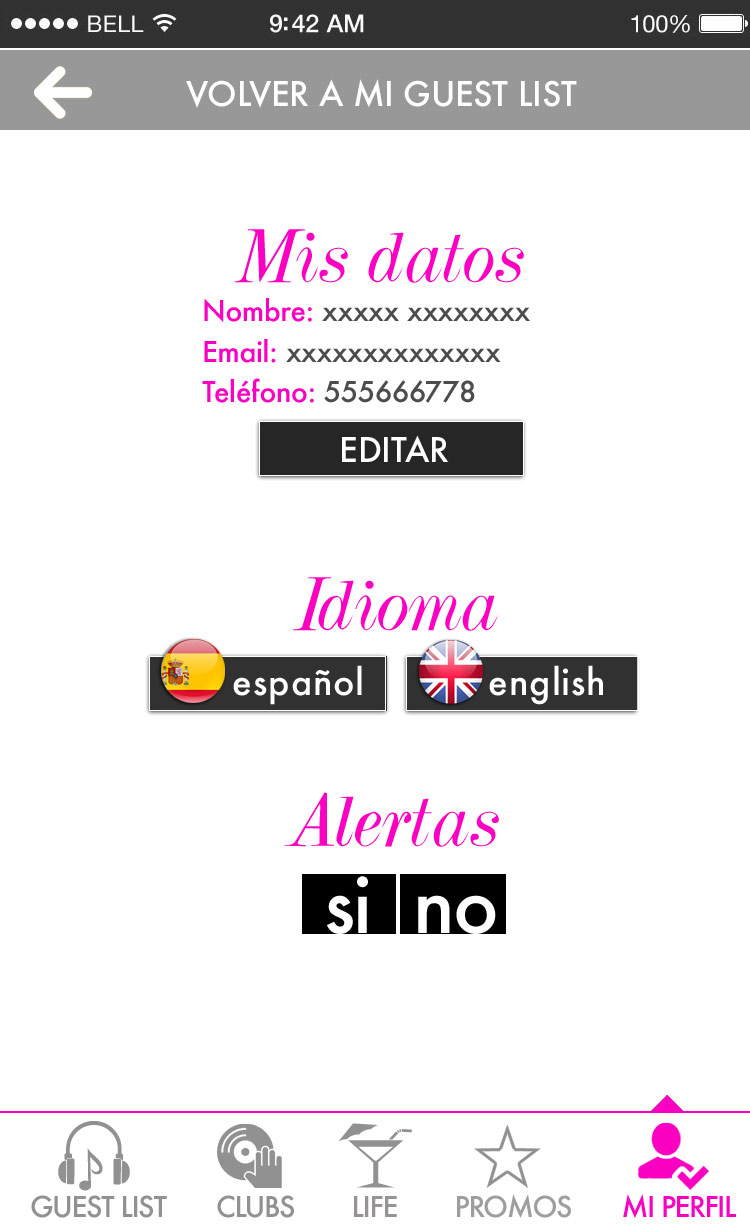 BELL 9:42 AM 100%
VOLVER A MI GUEST LIST
Mis datos
Nombre: xxxxx xxxxxxxx
Email: xxxxxxxxxxxxxx
Teléfono: 555666778
EDITAR
Idioma
español english
Alertas
si no
GUEST LIST CLUBS LIFE PROMOS MI PERFIL